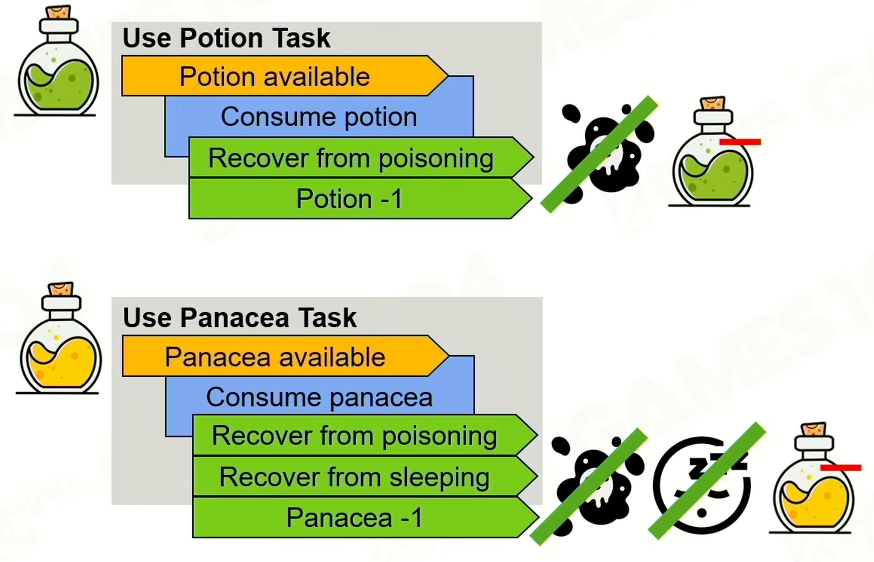 Use Potion Task
Potion available
Consume potion
Recover from poisoning
Potion -1
Use Panacea Task
Panacea available
Consume panacea
Recover from poisoning
Recover from sleeping
Panacea -1